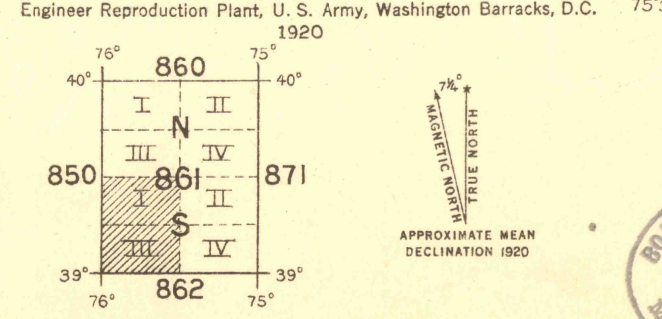 Engineer Reproduction Plant, U. S. Army, Washington Barracks, D.C.
1920
76° 860 75°
40° 40°
I II
N
III IV
850 861 871
I II
S
III IV
39° 39°
76° 862 75°
7¼°
MAGNETIC NORTH
TRUE NORTH
APPROXIMATE MEAN
DECLINATION 1920